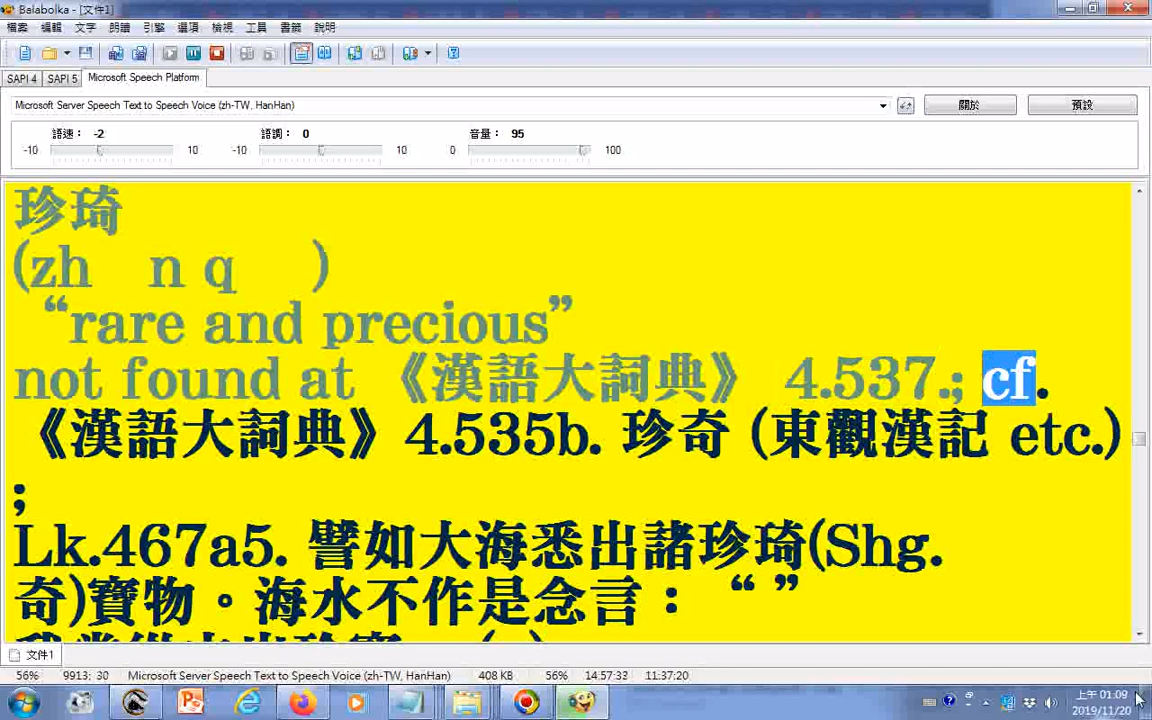 Balabolka - [文件1]
檔案 編輯 文字 朗讀 引擎 選項 檢視 工具 書籤 說明
SAPI 4 SAPI 5 Microsoft Speech Platform
Microsoft Server Speech Text to Speech Voice (zh-TW, HanHan) 關於 預設
語速： -2 語調： 0 音量： 95
-10 10 -10 10 0 100
珍琦
(zh n q )
“rare and precious”
not found at 《漢語大詞典》 4.537.; cf.
《漢語大詞典》4.535b. 珍奇 (東觀漢記 etc.)
;
Lk.467a5. 譬如大海悉出諸珍琦(Shg.
奇)寶物。海水不作是念言：“ ”
文件1
56% 9913; 30 Microsoft Server Speech Text to Speech Voice (zh-TW, HanHan) 408 KB 56% 14:57:33 11:37:20
上午 01:09
2019/11/20